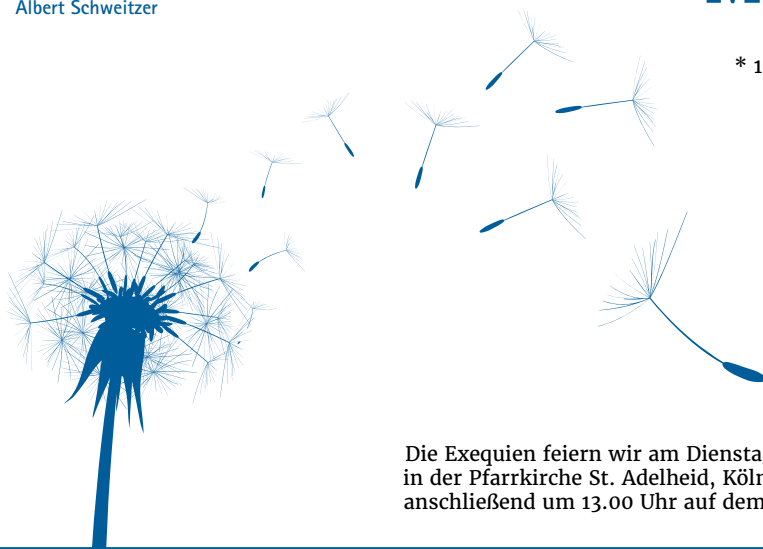 Albert Schweitzer
* 1
Die Exequien feiern wir am Diensta
in der Pfarrkirche St. Adelheid, Köln
anschließend um 13.00 Uhr auf dem